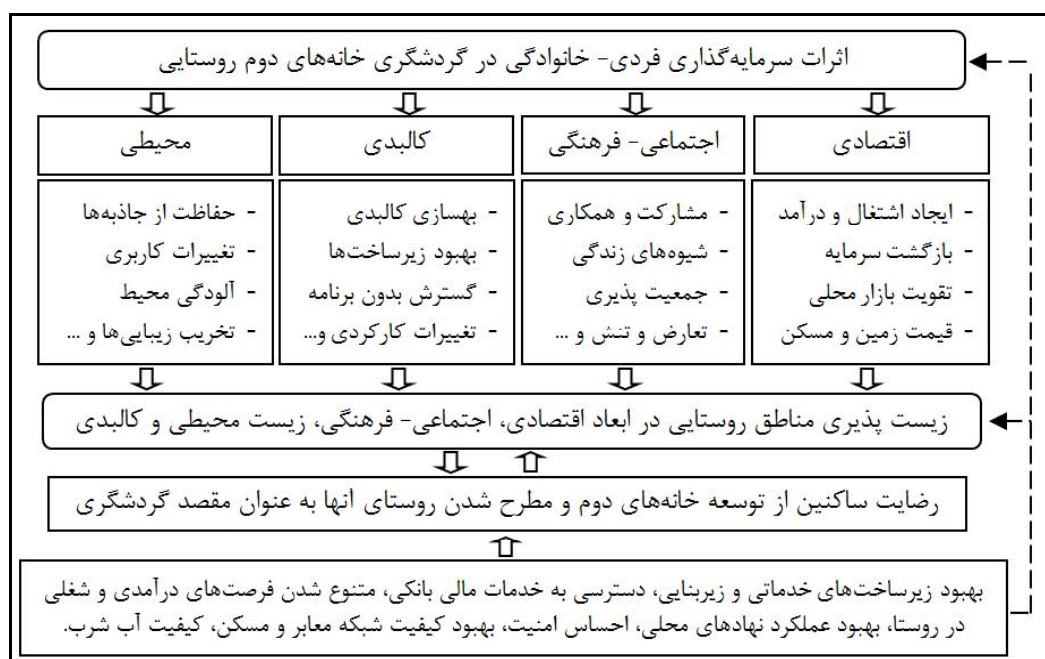 اثرات سرمایه‌گذاری فردی- خانوادگی در گردشگری خانه‌های دوم روستایی
اقتصادی
اجتماعی- فرهنگی
کالبدی
محیطی
- ایجاد اشتغال و درآمد
- بازگشت سرمایه
- تقویت بازار محلی
- قیمت زمین و مسکن
- مشارکت و همکاری
- شیوه‌های زندگی
- جمعیت پذیری
- تعارض و تنش و ...
- بهسازی کالبدی
- بهبود زیرساخت‌ها
- گسترش بدون برنامه
- تغییرات کارکردی و...
- حفاظت از جاذبه‌ها
- تغییرات کاربری
- آلودگی محیط
- تخریب زیبایی‌ها و ...
زیست پذیری مناطق روستایی در ابعاد اقتصادی، اجتماعی- فرهنگی، زیست محیطی و کالبدی
رضایت ساکنین از توسعه خانه‌های دوم و مطرح شدن روستای آنها به عنوان مقصد گردشگری
بهبود زیرساخت‌های خدماتی و زیربنایی، دسترسی به خدمات مالی بانکی، متنوع شدن فرصت‌های درآمدی و شغلی
در روستا، بهبود عملکرد نهادهای محلی، احساس امنیت، بهبود کیفیت شبکه معابر و مسکن، کیفیت آب شرب.